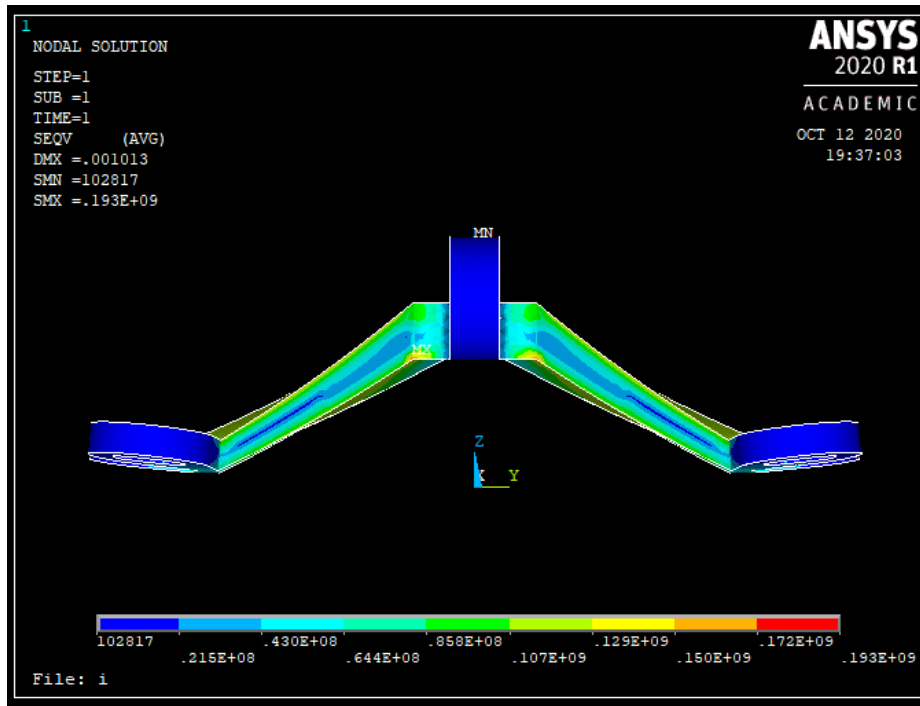 1
NODAL SOLUTION
STEP=1
SUB =1
TIME=1
SEQV     (AVG)
DMX =.001013
SMN =102817
SMX =.193E+09
ANSYS
2020 R1
ACADEMIC
OCT 12 2020
19:37:03
MN
MX
Z
X Y
102817 .430E+08 .858E+08 .129E+09 .172E+09
.215E+08 .644E+08 .107E+09 .150E+09 .193E+09
File: i